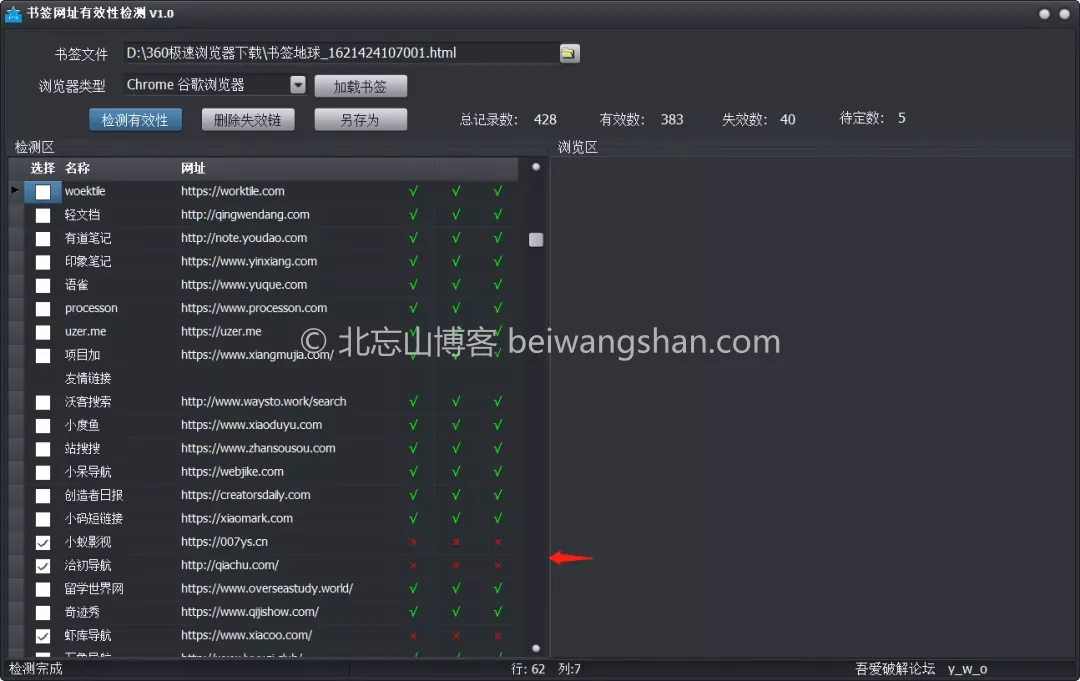 书签网址有效性检测 V1.0
书签文件 D:\360极速浏览器下载\书签地球_1621424107001.html
浏览器类型 Chrome 谷歌浏览器 加载书签
检测有效性 删除失效链 另存为 总记录数： 428 有效数： 383 失效数： 40 待定数： 5
检测区 浏览区
选择 名称 网址
woektile https://worktile.com √ √ √
轻文档 http://qingwendang.com √ √ √
有道笔记 http://note.youdao.com √ √ √
印象笔记 https://www.yinxiang.com √ √ √
语雀 https://www.yuque.com √ √ √
processon https://www.processon.com √ √ √
uzer.me https://uzer.me √ √ √
© 北忘山博客 beiwangshan.com
项目加 https://www.xiangmujia.com/ √ √ √
友情链接
沃客搜索 http://www.waysto.work/search √ √ √
小度鱼 https://www.xiaoduyu.com √ √ √
站搜搜 https://www.zhansousou.com √ √ √
小呆导航 https://webjike.com √ √ √
创造者日报 https://creatorsdaily.com √ √ √
小码短链接 https://xiaomark.com √ √ √
小蚁影视 https://007ys.cn × × ×
洽初导航 http://qiachu.com/ × × ×
留学世界网 https://www.overseastudy.world/ √ √ √
奇迹秀 https://www.qijishow.com/ √ √ √
虾库导航 https://www.xiacoo.com/ × × ×
检测完成 行: 62 列:7 吾爱破解论坛 y_w_o